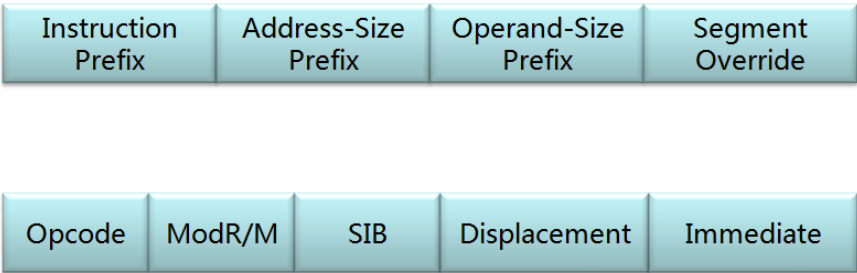 Instruction Address-Size Operand-Size Segment
Prefix Prefix Prefix Override
Opcode ModR/M SIB Displacement Immediate